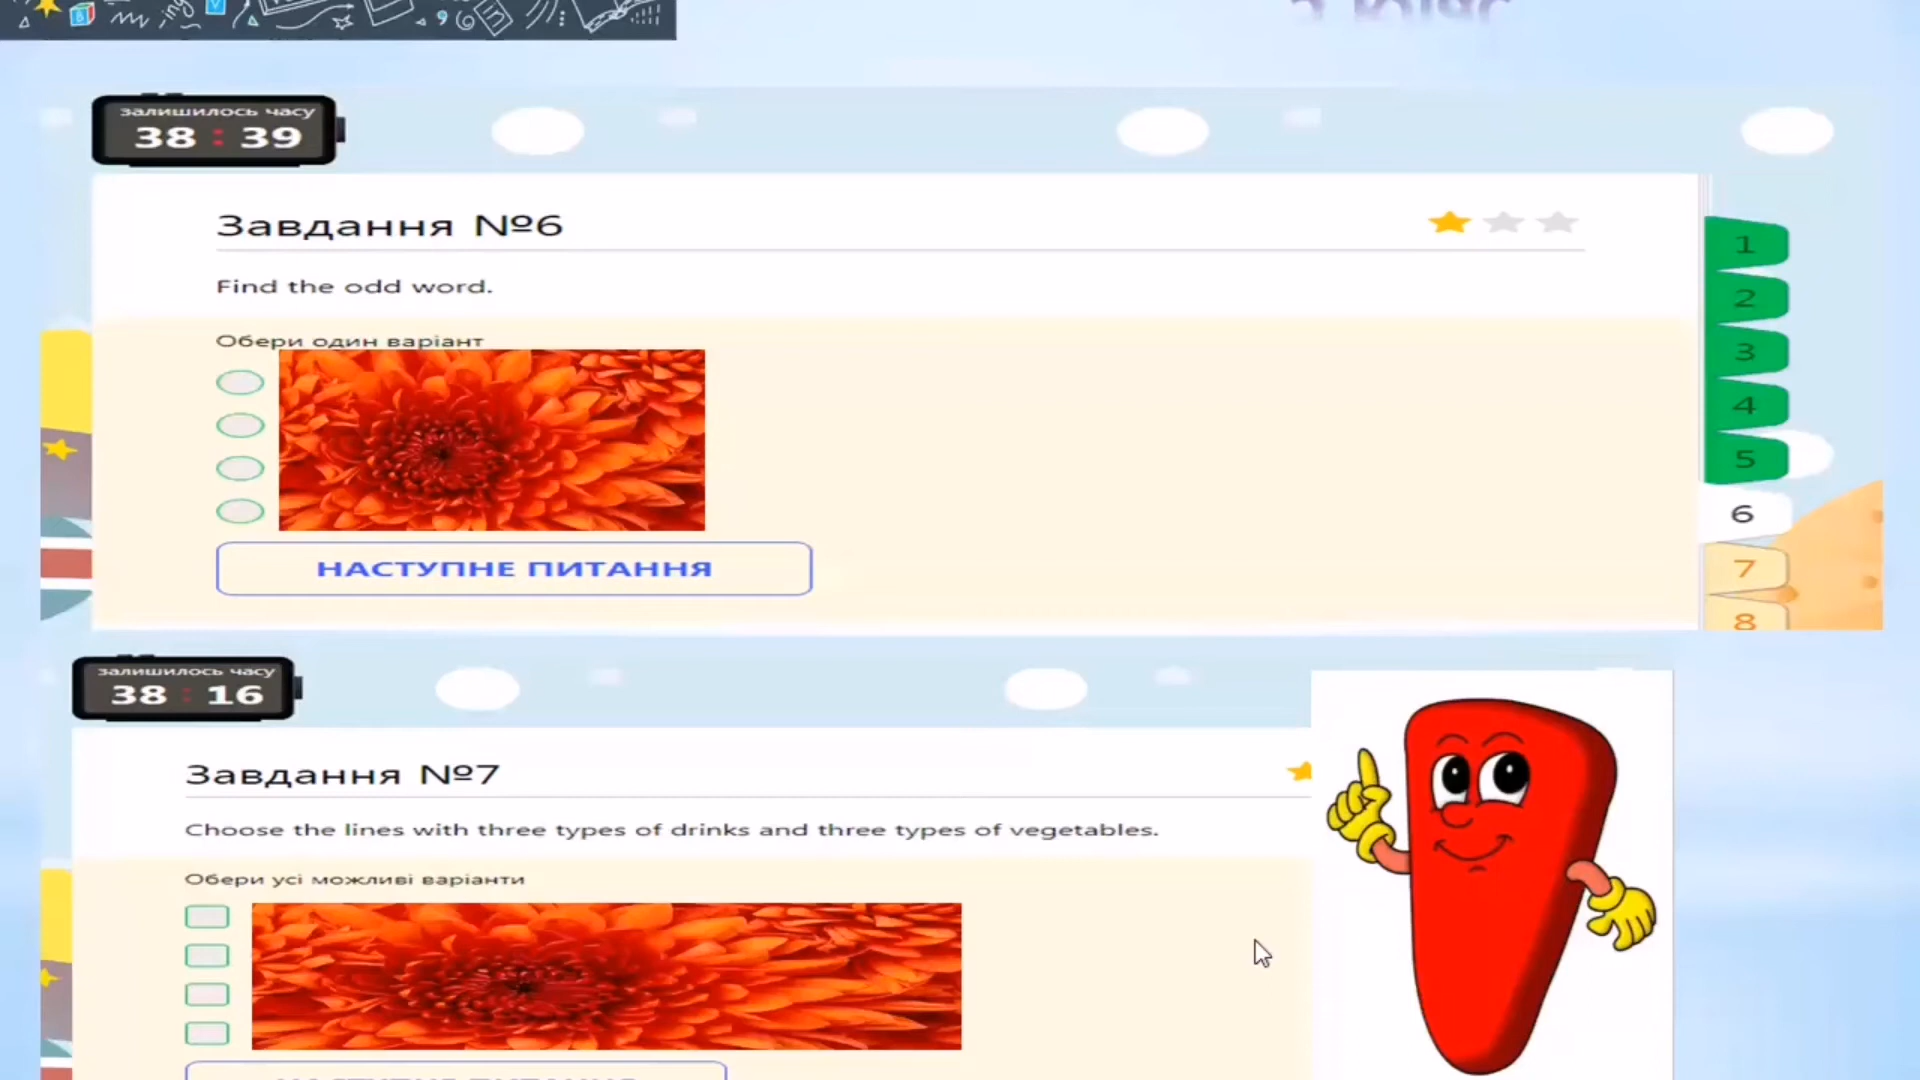 залишилось часу
38 : 39
Завдання №6
Find the odd word.
Обери один варіант
НАСТУПНЕ ПИТАННЯ
1
2
3
4
5
6
7
8
залишилось часу
38 : 16
Завдання №7
Choose the lines with three types of drinks and three types of vegetables.
Обери усі можливі варіанти